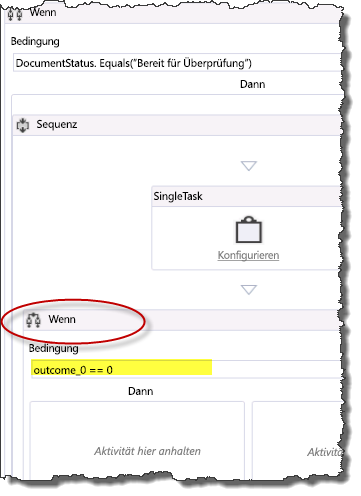 Wenn
Bedingung
DocumentStatus. Equals("Bereit für Überprüfung")
Dann
Sequenz
SingleTask
Konfigurieren
Wenn
Bedingung
outcome_0 == 0
Dann
Aktivität hier anhalten
Aktivitä